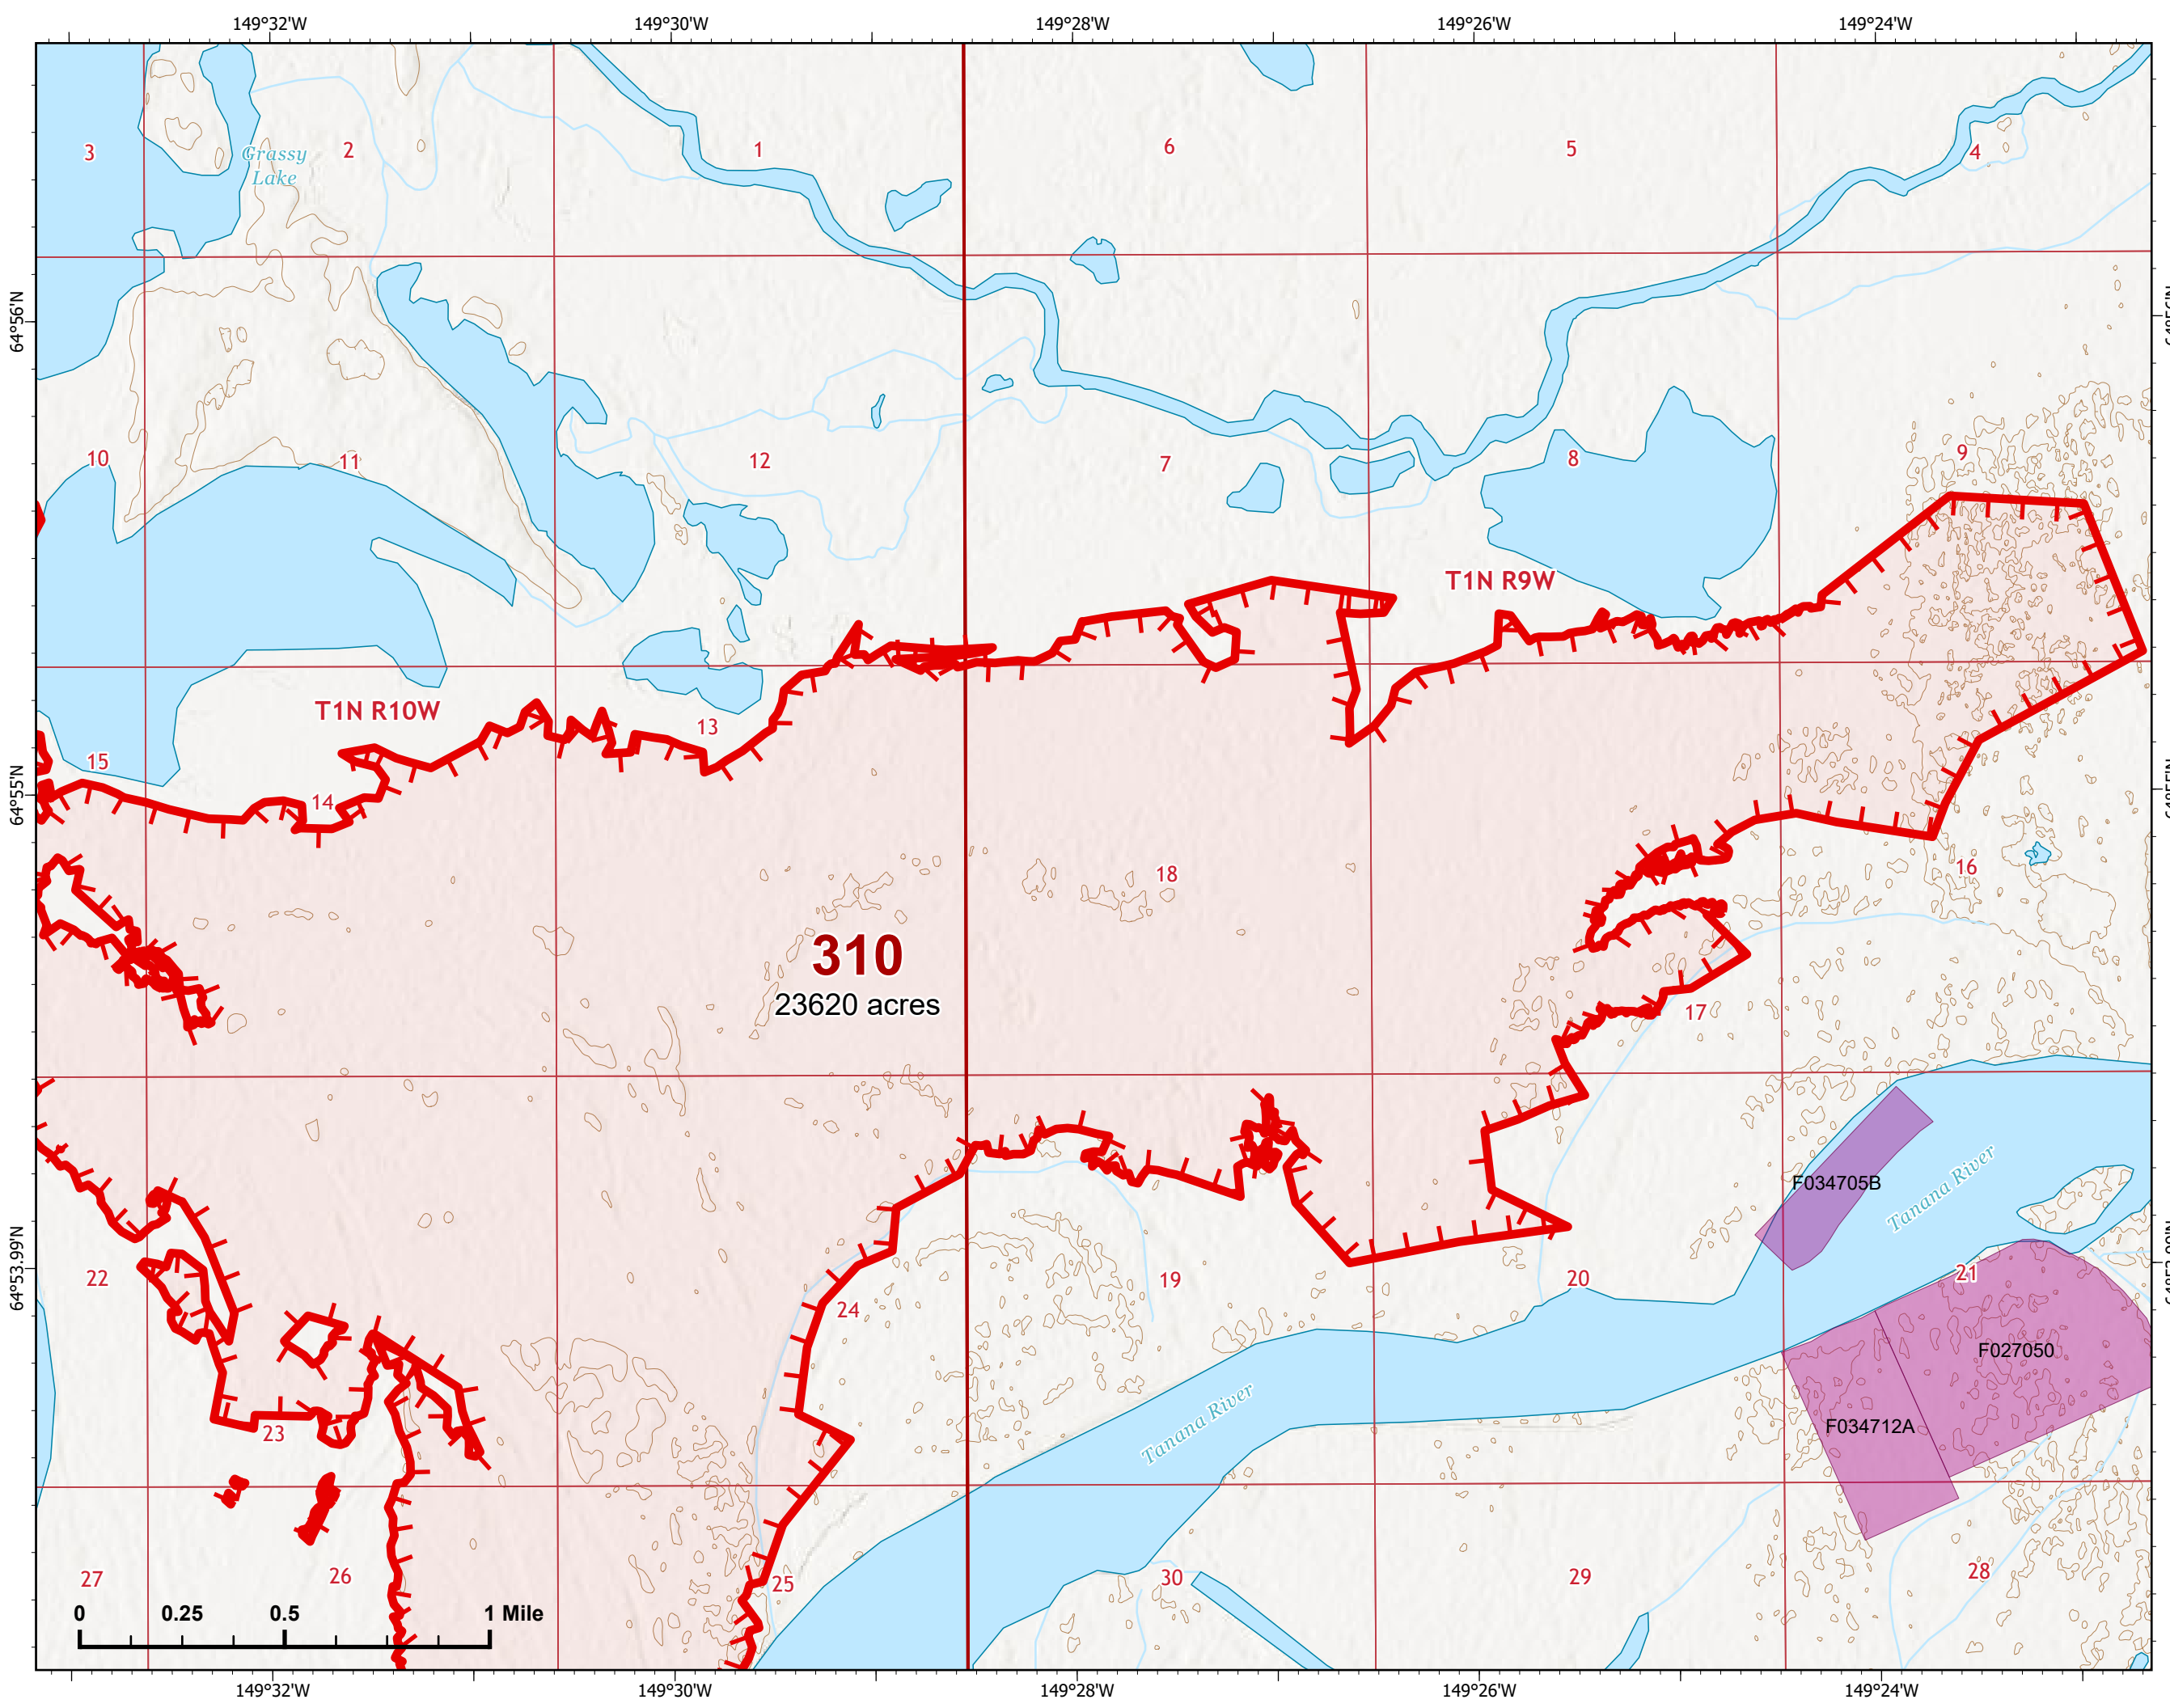 149°32'W 149°30'W 149°28'W 149°26'W 149°24'W
3 2 1 6 5 4
Grassy
Lake
64°56'N
10 11 12 7 8 9
T1N R9W
T1N R10W
15 14 13 18 17 16
64°55'N
310
23620 acres
F034705B
Tanana River
64°53.99'N
22 23 24 19 20 21
F027050
F034712A
Tanana River
27 26 25 30 29 28
0 0.25 0.5 1 Mile
149°32'W 149°30'W 149°28'W 149°26'W 149°24'W